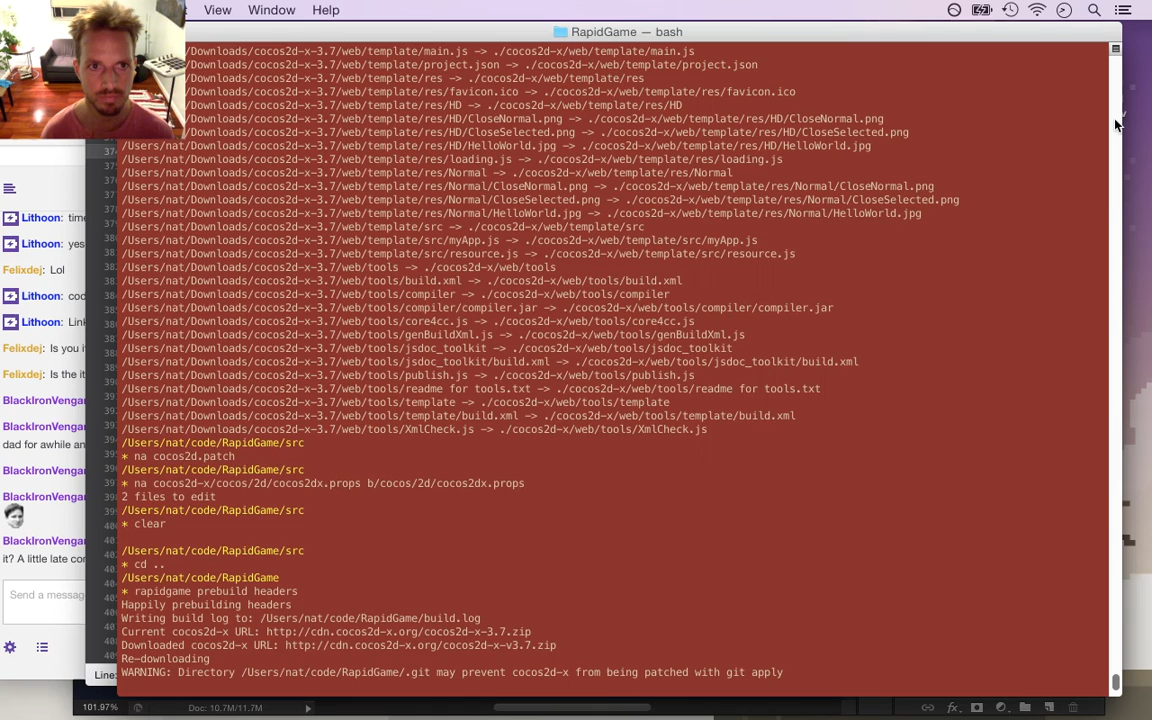 View Window Help
RapidGame — bash
/Downloads/cocos2d-x-3.7/web/template/main.js -> ./cocos2d-x/web/template/main.js
/Downloads/cocos2d-x-3.7/web/template/project.json -> ./cocos2d-x/web/template/project.json
/Downloads/cocos2d-x-3.7/web/template/res -> ./cocos2d-x/web/template/res
/Downloads/cocos2d-x-3.7/web/template/res/favicon.ico -> ./cocos2d-x/web/template/res/favicon.ico
/Downloads/cocos2d-x-3.7/web/template/res/HD -> ./cocos2d-x/web/template/res/HD
/Downloads/cocos2d-x-3.7/web/template/res/HD/CloseNormal.png -> ./cocos2d-x/web/template/res/HD/CloseNormal.png
/Downloads/cocos2d-x-3.7/web/template/res/HD/CloseSelected.png -> ./cocos2d-x/web/template/res/HD/CloseSelected.png
/Users/nat/Downloads/cocos2d-x-3.7/web/template/res/HD/HelloWorld.jpg -> ./cocos2d-x/web/template/res/HD/HelloWorld.jpg
/Users/nat/Downloads/cocos2d-x-3.7/web/template/res/loading.js -> ./cocos2d-x/web/template/res/loading.js
/Users/nat/Downloads/cocos2d-x-3.7/web/template/res/Normal -> ./cocos2d-x/web/template/res/Normal
/Users/nat/Downloads/cocos2d-x-3.7/web/template/res/Normal/CloseNormal.png -> ./cocos2d-x/web/template/res/Normal/CloseNormal.png
/Users/nat/Downloads/cocos2d-x-3.7/web/template/res/Normal/CloseSelected.png -> ./cocos2d-x/web/template/res/Normal/CloseSelected.png
/Users/nat/Downloads/cocos2d-x-3.7/web/template/res/Normal/HelloWorld.jpg -> ./cocos2d-x/web/template/res/Normal/HelloWorld.jpg
/Users/nat/Downloads/cocos2d-x-3.7/web/template/src -> ./cocos2d-x/web/template/src
/Users/nat/Downloads/cocos2d-x-3.7/web/template/src/myApp.js -> ./cocos2d-x/web/template/src/myApp.js
/Users/nat/Downloads/cocos2d-x-3.7/web/template/src/resource.js -> ./cocos2d-x/web/template/src/resource.js
/Users/nat/Downloads/cocos2d-x-3.7/web/tools -> ./cocos2d-x/web/tools
/Users/nat/Downloads/cocos2d-x-3.7/web/tools/build.xml -> ./cocos2d-x/web/tools/build.xml
/Users/nat/Downloads/cocos2d-x-3.7/web/tools/compiler -> ./cocos2d-x/web/tools/compiler
/Users/nat/Downloads/cocos2d-x-3.7/web/tools/compiler/compiler.jar -> ./cocos2d-x/web/tools/compiler/compiler.jar
/Users/nat/Downloads/cocos2d-x-3.7/web/tools/core4cc.js -> ./cocos2d-x/web/tools/core4cc.js
/Users/nat/Downloads/cocos2d-x-3.7/web/tools/genBuildXml.js -> ./cocos2d-x/web/tools/genBuildXml.js
/Users/nat/Downloads/cocos2d-x-3.7/web/tools/jsdoc_toolkit -> ./cocos2d-x/web/tools/jsdoc_toolkit
/Users/nat/Downloads/cocos2d-x-3.7/web/tools/jsdoc_toolkit/build.xml -> ./cocos2d-x/web/tools/jsdoc_toolkit/build.xml
/Users/nat/Downloads/cocos2d-x-3.7/web/tools/publish.js -> ./cocos2d-x/web/tools/publish.js
/Users/nat/Downloads/cocos2d-x-3.7/web/tools/readme for tools.txt -> ./cocos2d-x/web/tools/readme for tools.txt
/Users/nat/Downloads/cocos2d-x-3.7/web/tools/template -> ./cocos2d-x/web/tools/template
/Users/nat/Downloads/cocos2d-x-3.7/web/tools/template/build.xml -> ./cocos2d-x/web/tools/template/build.xml
/Users/nat/Downloads/cocos2d-x-3.7/web/tools/XmlCheck.js -> ./cocos2d-x/web/tools/XmlCheck.js
/Users/nat/code/RapidGame/src
* na cocos2d.patch
/Users/nat/code/RapidGame/src
* na cocos2d-x/cocos/2d/cocos2dx.props b/cocos/2d/cocos2dx.props
2 files to edit
/Users/nat/code/RapidGame/src
* clear
/Users/nat/code/RapidGame/src
* cd ..
/Users/nat/code/RapidGame
* rapidgame prebuild headers
Happily prebuilding headers
Writing build log to: /Users/nat/code/RapidGame/build.log
Current cocos2d-x URL: http://cdn.cocos2d-x.org/cocos2d-x-3.7.zip
Downloaded cocos2d-x URL: http://cdn.cocos2d-x.org/cocos2d-x-v3.7.zip
Re-downloading
WARNING: Directory /Users/nat/code/RapidGame/.git may prevent cocos2d-x from being patched with git apply
Lithoon: time
Lithoon: yes
Felixdej: Lol
Lithoon: coo
Lithoon: Link
Felixdej: Is you i
Felixdej: Is the it
BlackIronVengan
BlackIronVengan
dad for awhile an
BlackIronVengan
BlackIronVengan
BlackIronVengan
it? A little late con
Send a message
Line:
101.97% Doc: 10.7M/11.7M